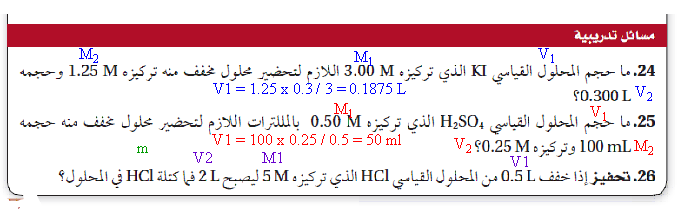 مسائل تدريبية
M₂ M₁ V₁
24. ما حجم المحلول القياسي KI الذي تركيزه 3.00 M اللازم لتحضير محلول مخفف منه تركيزه 1.25 M وحجمه
0.300 L؟ V₂ V1 = 1.25 x 0.3 / 3 = 0.1875 L
M₁ V₁
25. ما حجم المحلول القياسي H₂SO₄ الذي تركيزه 0.50 M بالمللترات اللازم لتحضير محلول مخفف منه حجمه
V1 = 100 x 0.25 / 0.5 = 50 ml
100 mL وتركيزه 0.25 M؟ M₂ V₂
m V2 M1 V1
26. تحفيز إذا خفف 0.5 L من المحلول القياسي HCl الذي تركيزه 5 M ليصبح 2 L فما كتلة HCl في المحلول؟